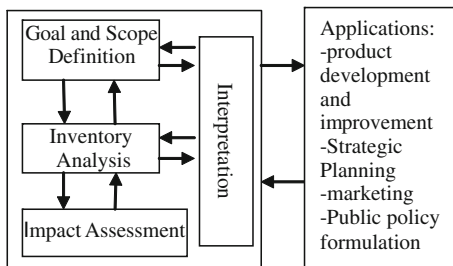 Goal and Scope
Definition
Inventory
Analysis
Impact Assessment
Interpretation
Applications:
-product
development
and
improvement
-Strategic
Planning
-marketing
-Public policy
formulation